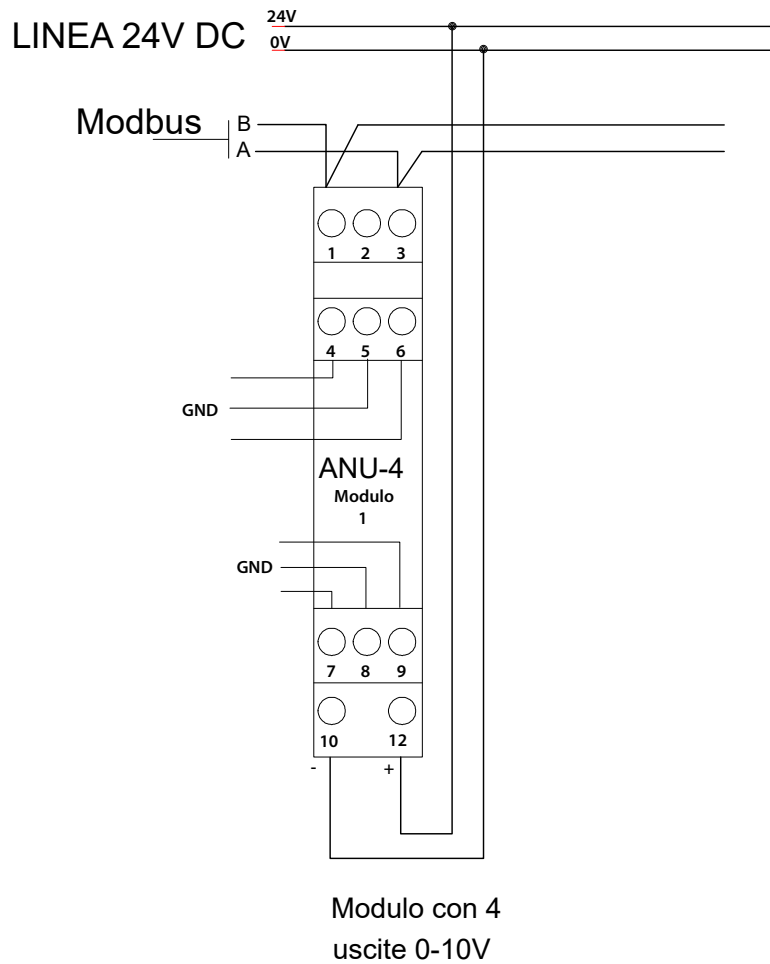 24V
LINEA 24V DC
0V
Modbus
B
A
1 2 3
4 5 6
GND
ANU-4
Modulo
1
GND
7 8 9
10 12
- +
Modulo con 4
uscite 0-10V